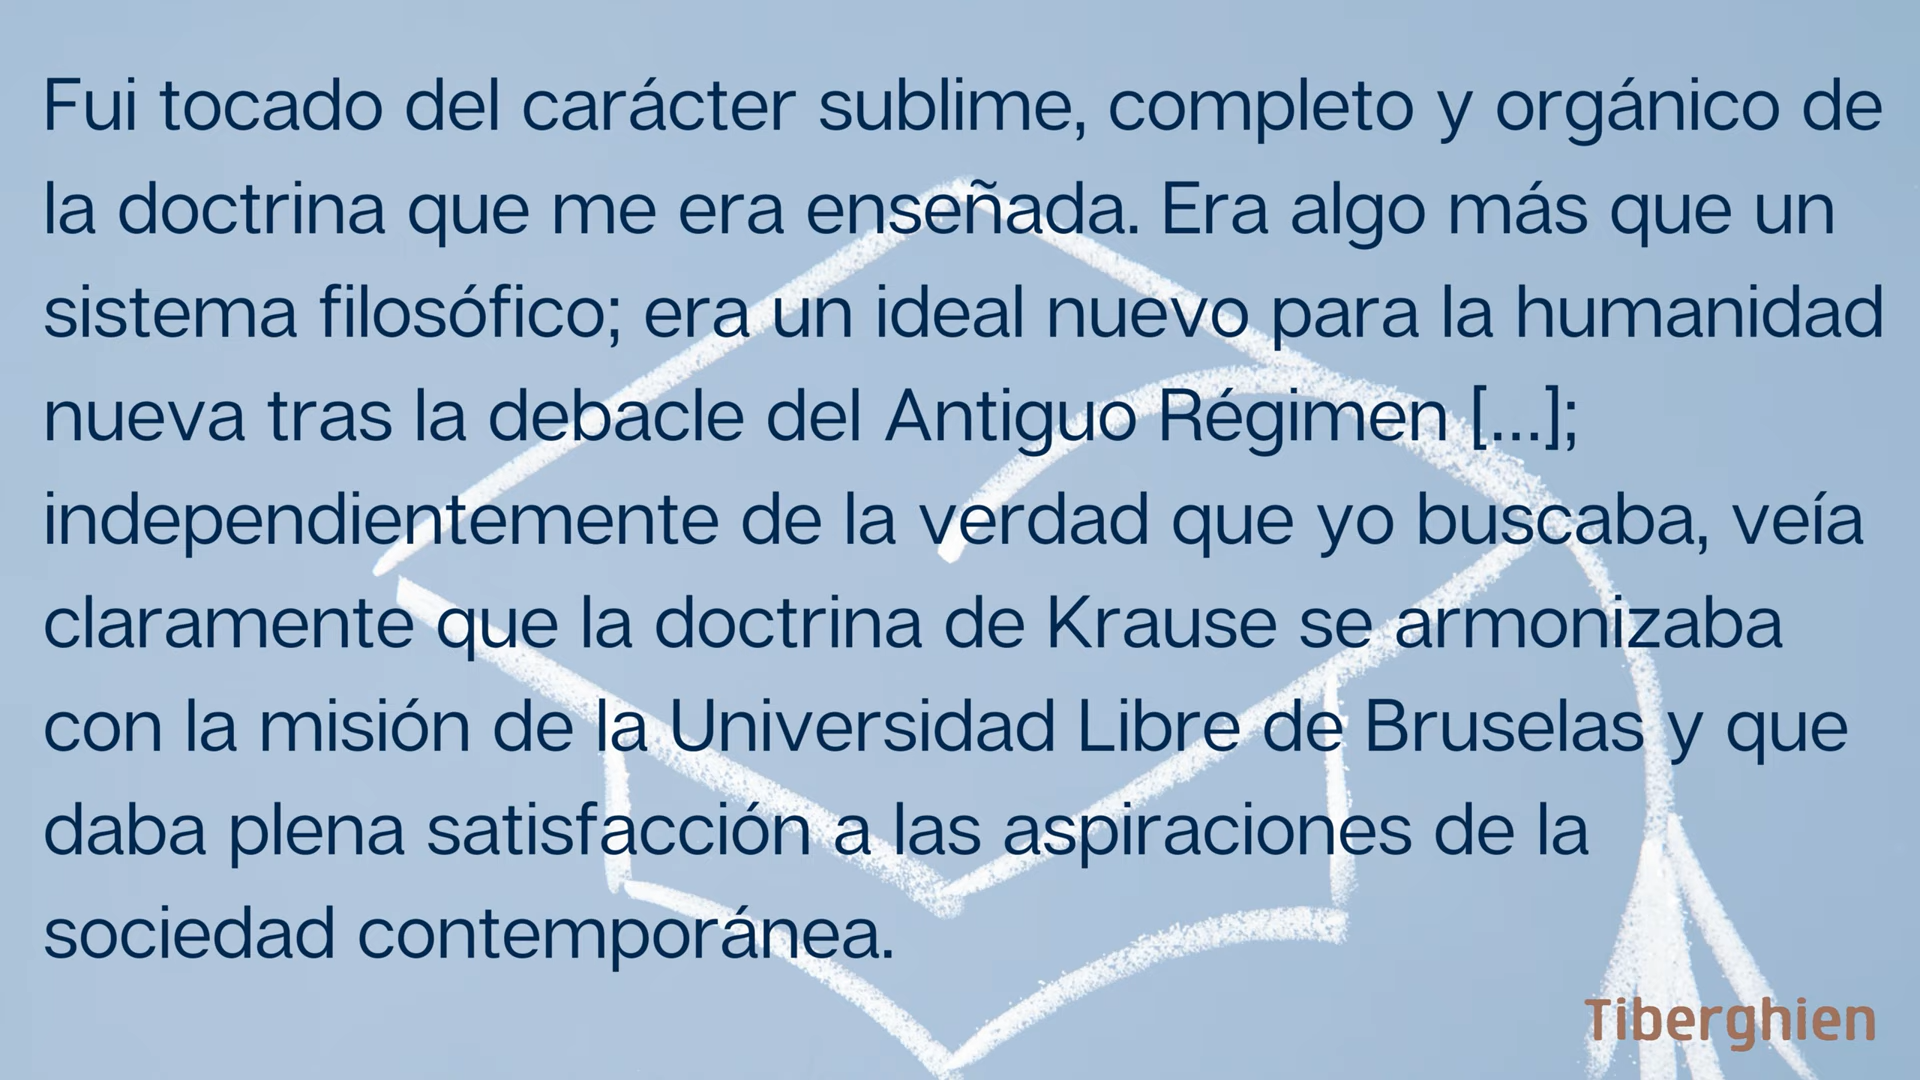 Fui tocado del carácter sublime, completo y orgánico de
la doctrina que me era enseñada. Era algo más que un
sistema filosófico; era un ideal nuevo para la humanidad
nueva tras la debacle del Antiguo Régimen [...];
independientemente de la verdad que yo buscaba, veía
claramente que la doctrina de Krause se armonizaba
con la misión de la Universidad Libre de Bruselas y que
daba plena satisfacción a las aspiraciones de la
sociedad contemporánea.
Tiberghien